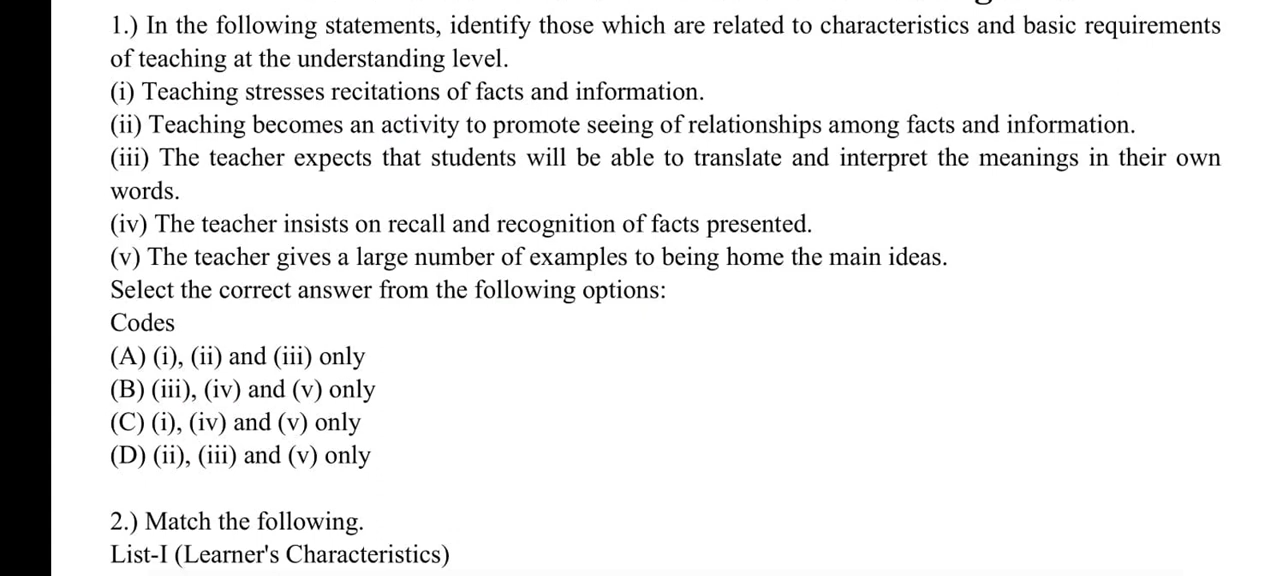 1.) In the following statements, identify those which are related to characteristics and basic requirements
of teaching at the understanding level.
(i) Teaching stresses recitations of facts and information.
(ii) Teaching becomes an activity to promote seeing of relationships among facts and information.
(iii) The teacher expects that students will be able to translate and interpret the meanings in their own
words.
(iv) The teacher insists on recall and recognition of facts presented.
(v) The teacher gives a large number of examples to being home the main ideas.
Select the correct answer from the following options:
Codes
(A) (i), (ii) and (iii) only
(B) (iii), (iv) and (v) only
(C) (i), (iv) and (v) only
(D) (ii), (iii) and (v) only
2.) Match the following.
List-I (Learner's Characteristics)